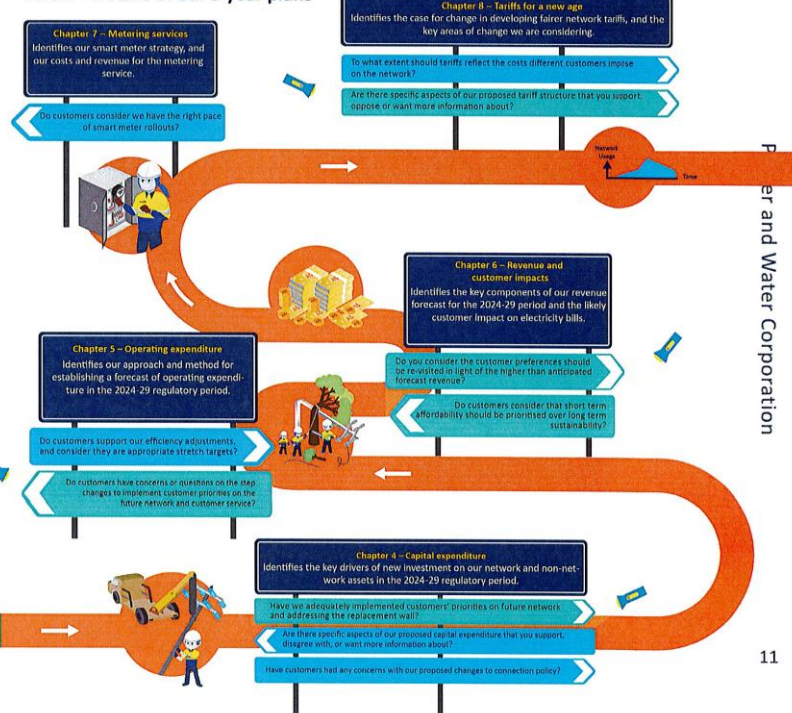 Chapter 8 – Tariffs for a new age
Identifies the case for change in developing fairer network tariffs, and the
key areas of change we are considering.
To what extent should tariffs reflect the costs different customers impose
on the network?
Are there specific aspects of our proposed tariff structure that you support,
oppose or want more information about?
Chapter 7 – Metering services
Identifies our smart meter strategy, and
our costs and revenue for the metering
service.
Do customers consider we have the right pace
of smart meter rollouts?
Network
Usage
Time
Chapter 6 – Revenue and
customer impacts
Identifies the key components of our revenue
forecast for the 2024-29 period and the likely
customer impact on electricity bills.
Do you consider the customer preferences should
be re-visited in light of the higher than anticipated
forecast revenue?
Do customers consider that short term
affordability should be prioritised over long term
sustainability?
Chapter 5 – Operating expenditure
Identifies our approach and method for
establishing a forecast of operating expendi-
ture in the 2024-29 regulatory period.
Do customers support our efficiency adjustments,
and consider they are appropriate stretch targets?
Do customers have concerns or questions on the step
changes to implement customer priorities on the
future network and customer service?
Chapter 4 – Capital expenditure
Identifies the key drivers of new investment on our network and non-net-
work assets in the 2024-29 regulatory period.
Have we adequately implemented customers' priorities on future network
and addressing the replacement wall?
Are there specific aspects of our proposed capital expenditure that you support,
disagree with, or want more information about?
Have customers had any concerns with our proposed changes to connection policy?
and Water Corporation
11